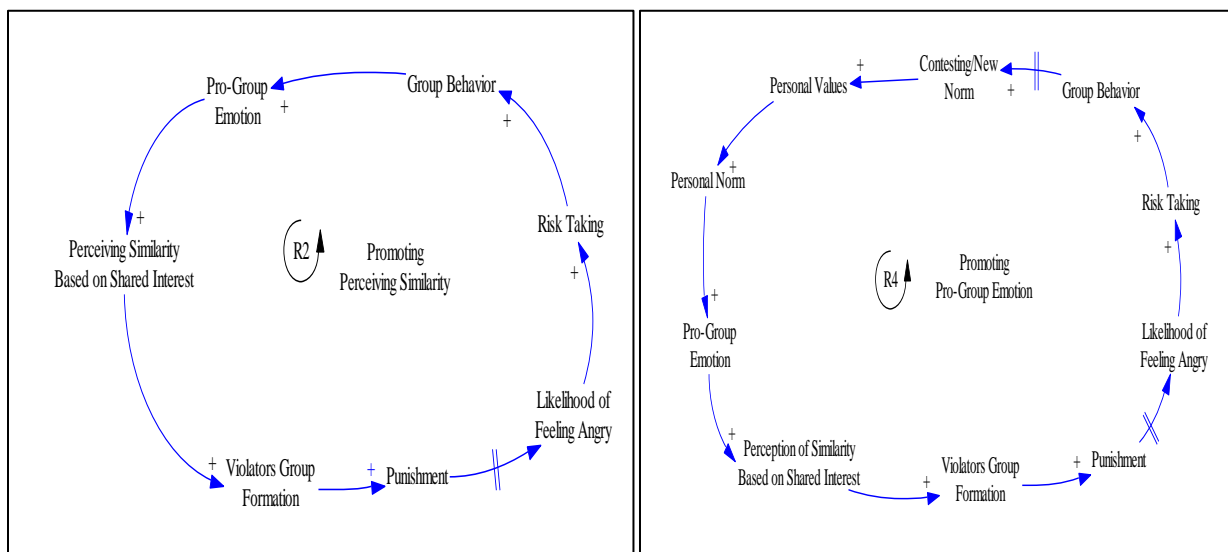 Pro-Group
Emotion
+
Group Behavior
+
Risk Taking
+
Likelihood of
Feeling Angry
Punishment
+
Violators Group
Formation
+
Perceiving Similarity
Based on Shared Interest
+
R2
Promoting
Perceiving Similarity
Contesting/New
Norm
+
Group Behavior
+
Personal Values
+
Personal Norm
+
Risk Taking
+
R4
Promoting
Pro-Group Emotion
Pro-Group
Emotion
+
Likelihood of
Feeling Angry
+
Perception of Similarity
Based on Shared Interest
+
Violators Group
Formation
+
Punishment
+